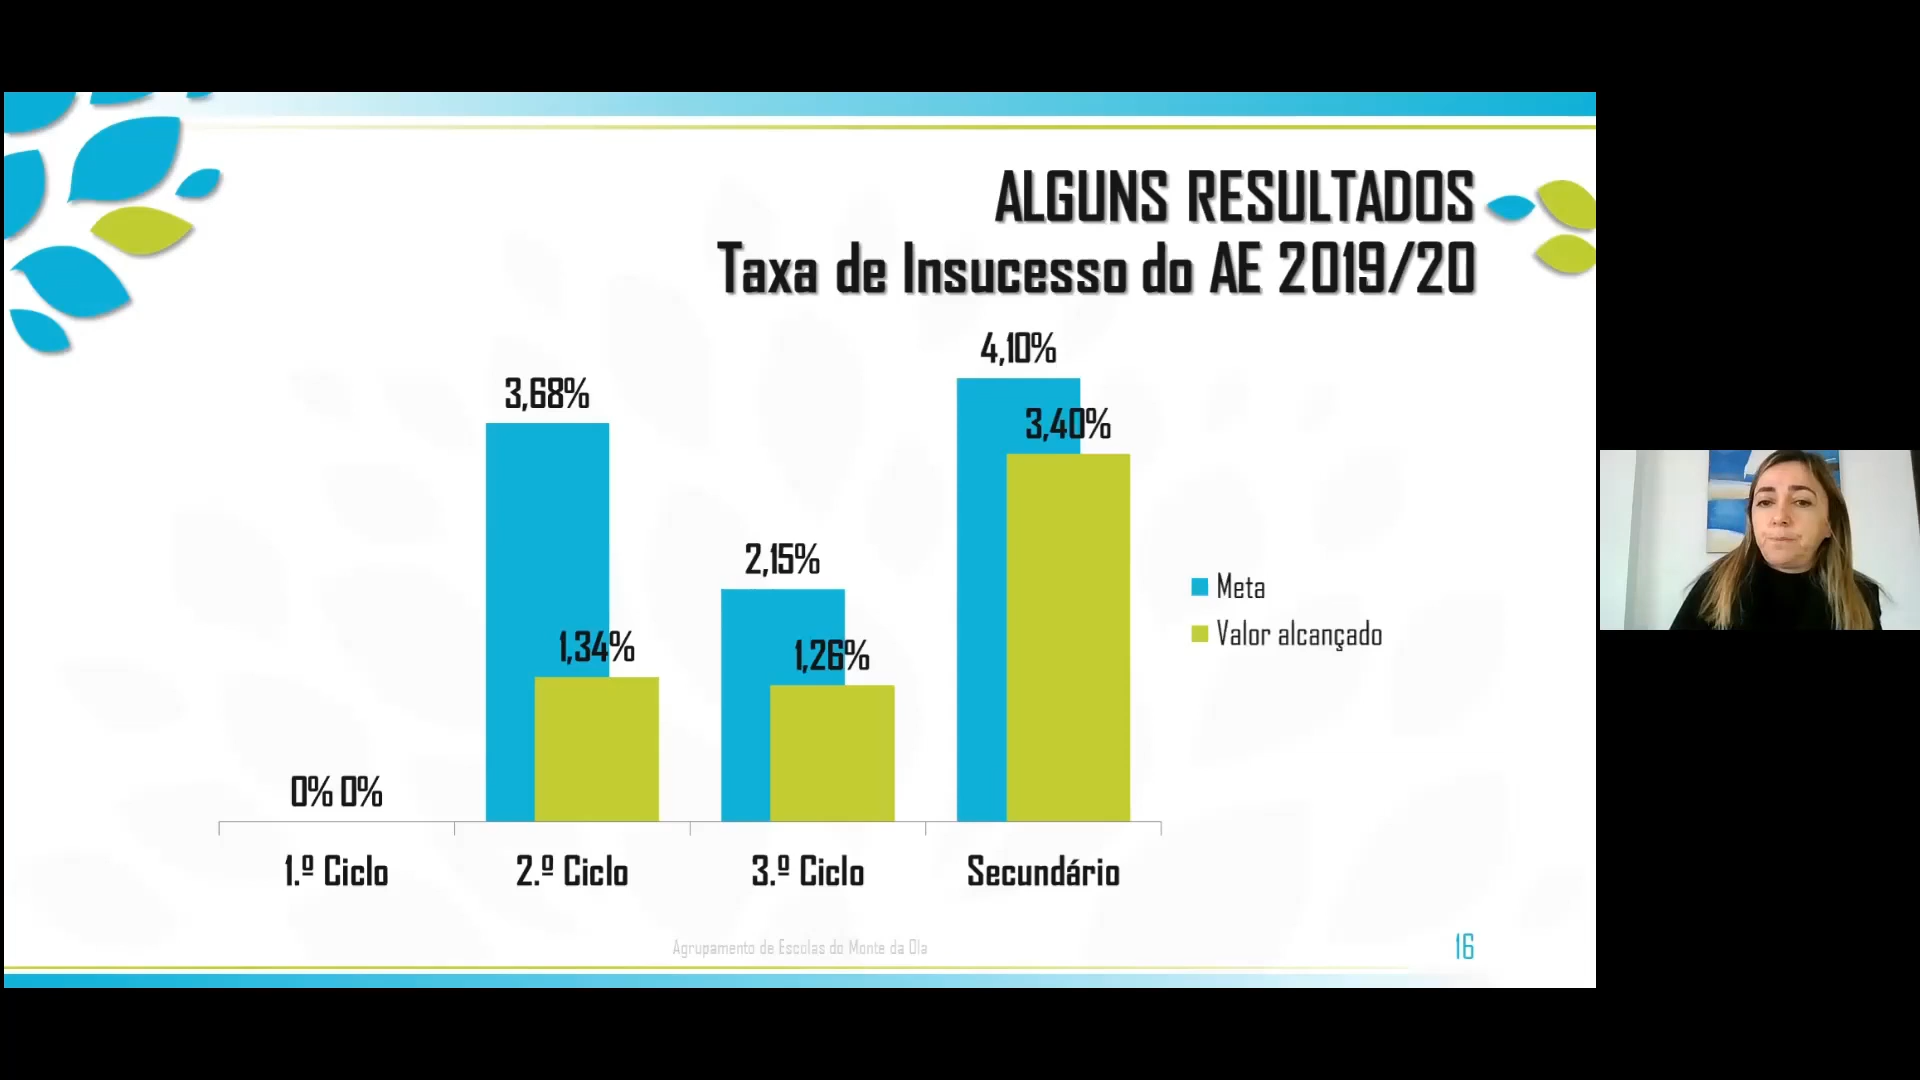 ALGUNS RESULTADOS
Taxa de Insucesso do AE 2019/20
4,10%
3,68%
3,40%
2,15%
1,34%
1,26%
0% 0%
Meta
Valor alcançado
1.º Ciclo
2.º Ciclo
3.º Ciclo
Secundário
Agrupamento de Escolas do Monte da Ola
16